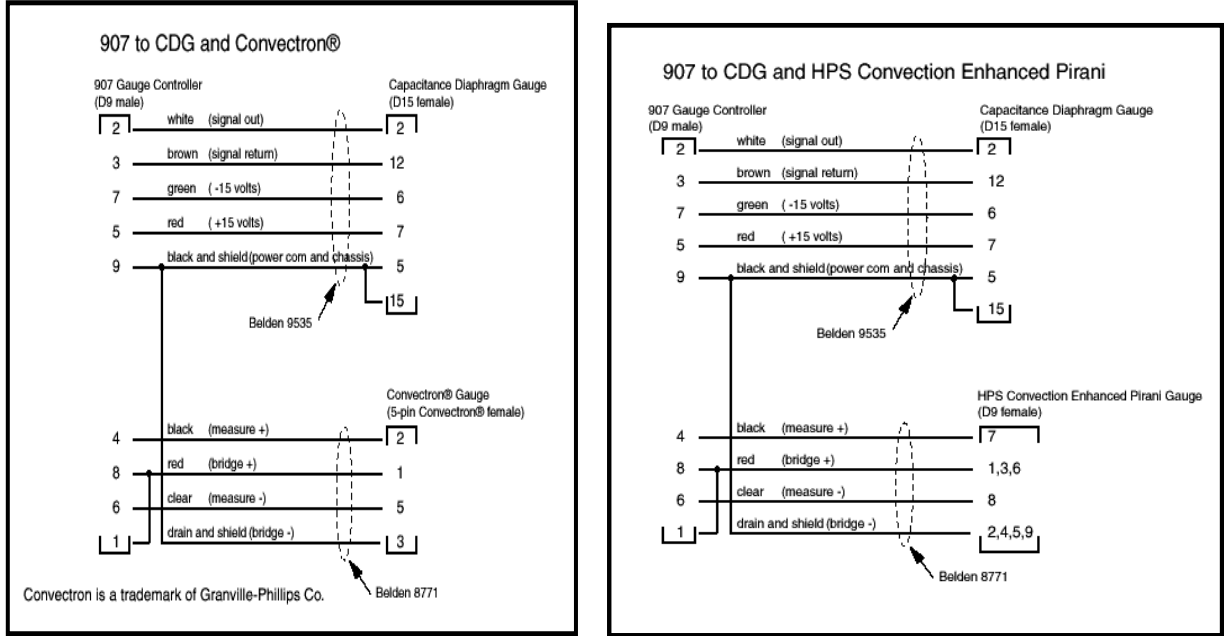 907 to CDG and Convectron®
907 Gauge Controller
(D9 male)
Capacitance Diaphragm Gauge
(D15 female)
2 white (signal out) 2
3 brown (signal return) 12
7 green ( -15 volts) 6
5 red ( +15 volts) 7
9 black and shield (power com and chassis) 5
15
Belden 9535
Convectron® Gauge
(5-pin Convectron® female)
4 black (measure +) 2
8 red (bridge +) 1
6 clear (measure -) 5
1 drain and shield (bridge -) 3
Belden 8771
Convectron is a trademark of Granville-Phillips Co.
907 to CDG and HPS Convection Enhanced Pirani
907 Gauge Controller
(D9 male)
Capacitance Diaphragm Gauge
(D15 female)
2 white (signal out) 2
3 brown (signal return) 12
7 green ( -15 volts) 6
5 red ( +15 volts) 7
9 black and shield (power com and chassis) 5
15
Belden 9535
HPS Convection Enhanced Pirani Gauge
(D9 female)
4 black (measure +) 7
8 red (bridge +) 1,3,6
6 clear (measure -) 8
1 drain and shield (bridge -) 2,4,5,9
Belden 8771